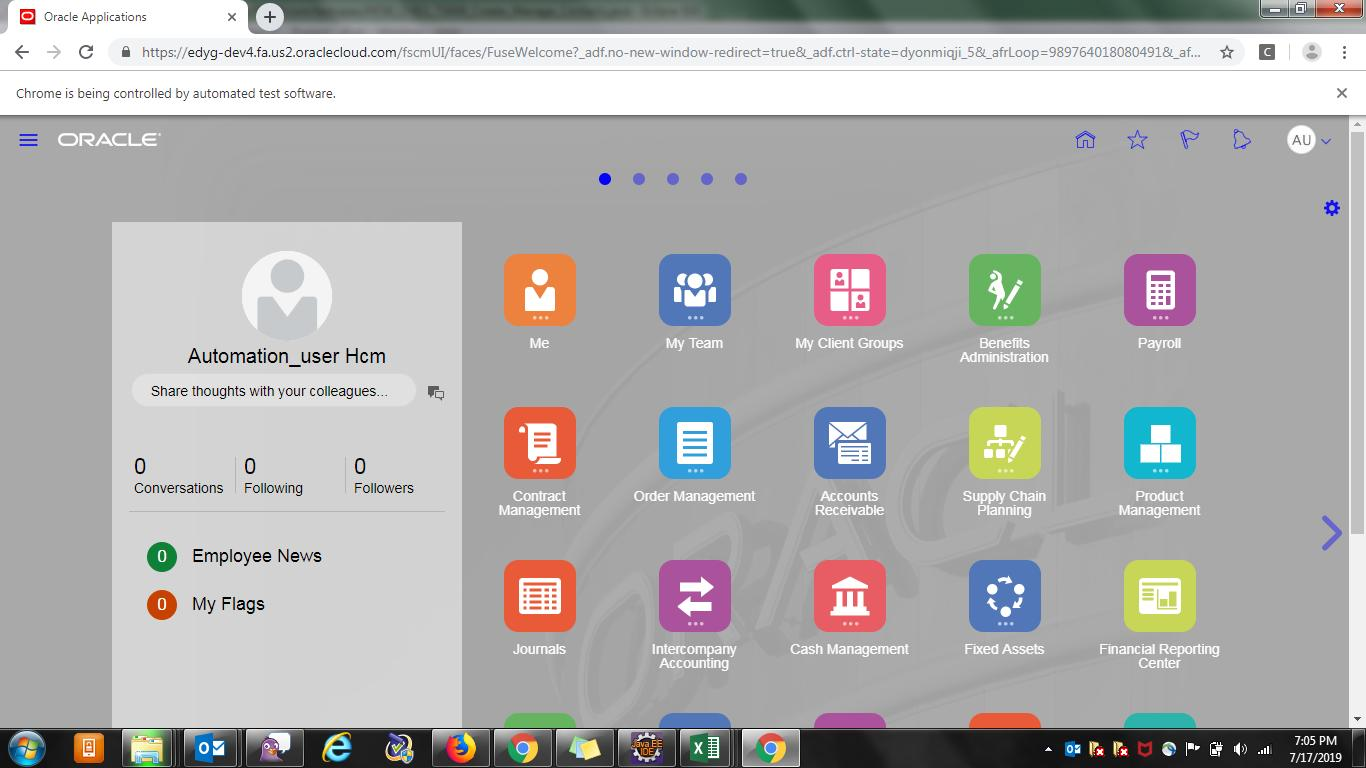 Oracle Applications
https://edyg-dev4.fa.us2.oraclecloud.com/fscmUI/faces/FuseWelcome?_adf.no-new-window-redirect=true&_adf.ctrl-state=dyonmiqji_5&_afrLoop=989764018080491&_af...
C
Chrome is being controlled by automated test software.
ORACLE
AU
Automation_user Hcm
Share thoughts with your colleagues...
0 0 0
Conversations Following Followers
0 Employee News
0 My Flags
Me My Team My Client Groups Benefits Payroll
Administration
Contract Order Management Accounts Supply Chain Product
Management Receivable Planning Management
Journals Intercompany Cash Management Fixed Assets Financial Reporting
Accounting Center
Java EE
IDE
7:05 PM
7/17/2019